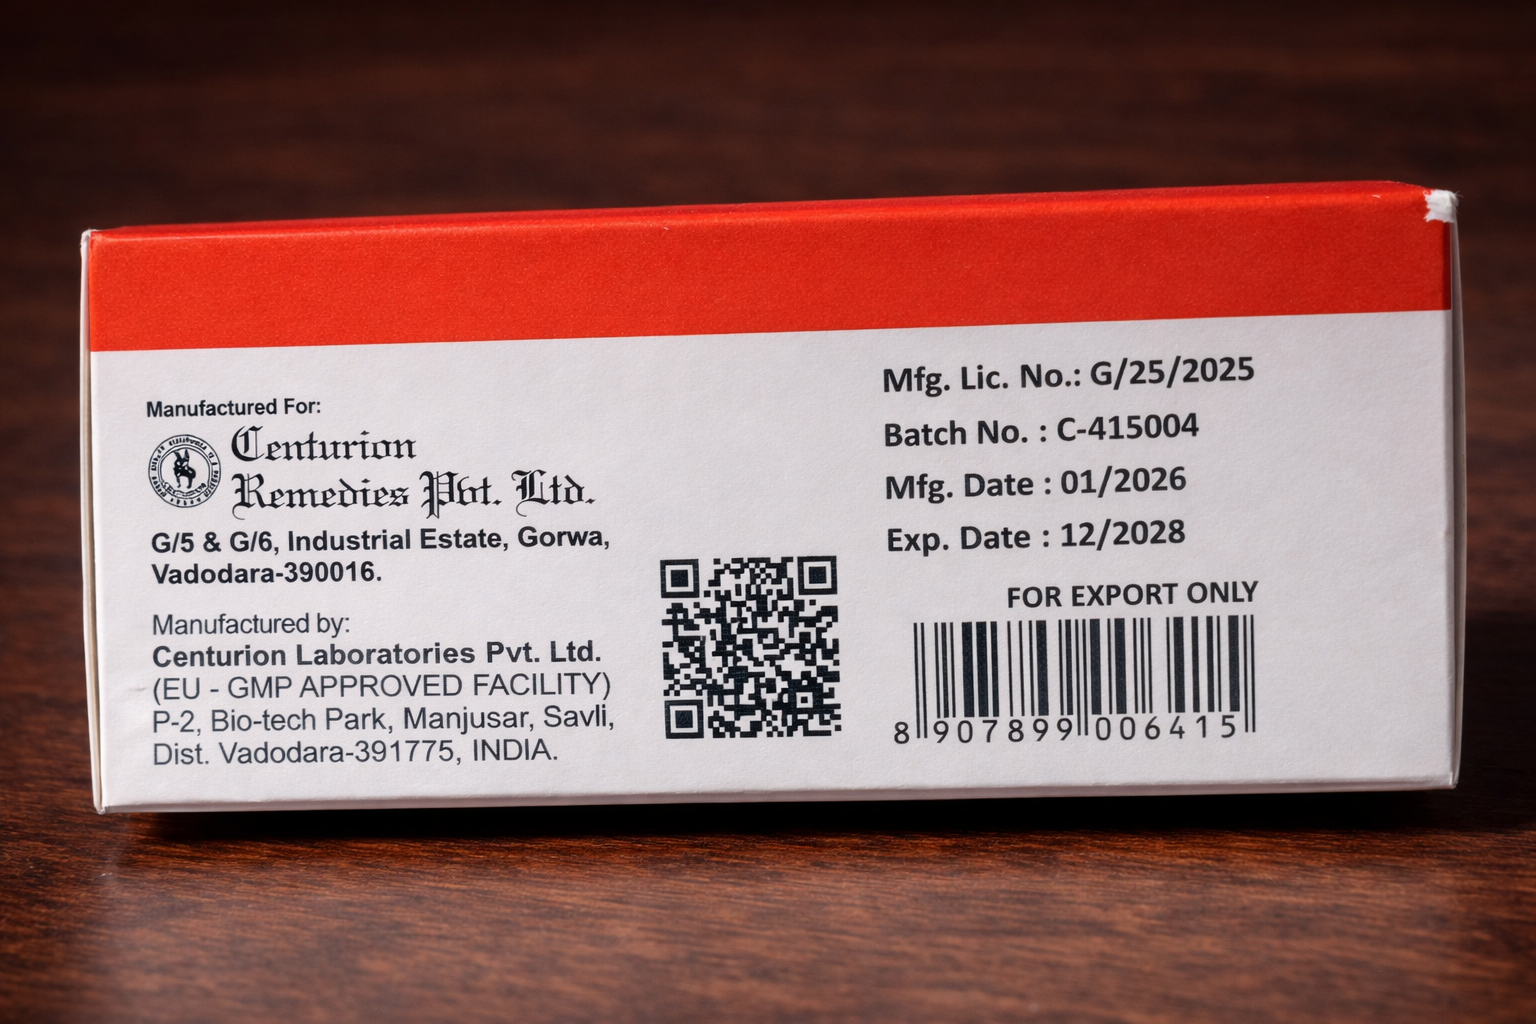 Manufactured For:
Centurion
Remedies Pvt. Ltd.
G/5 & G/6, Industrial Estate, Gorwa,
Vadodara-390016.
Manufactured by:
Centurion Laboratories Pvt. Ltd.
(EU - GMP APPROVED FACILITY)
P-2, Bio-tech Park, Manjusar, Savli,
Dist. Vadodara-391775, INDIA.
Mfg. Lic. No.: G/25/2025
Batch No. : C-415004
Mfg. Date : 01/2026
Exp. Date : 12/2028
FOR EXPORT ONLY
8 907899 006415